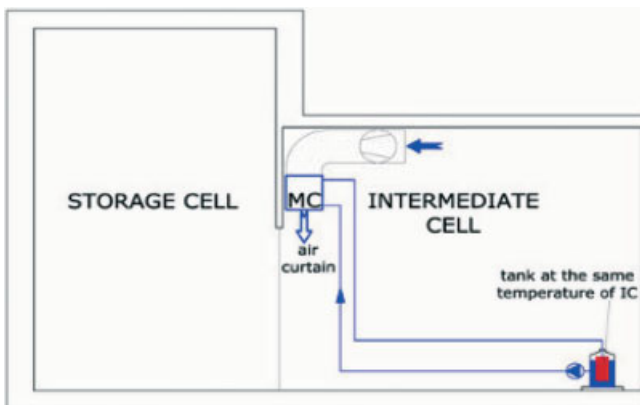 STORAGE CELL
MC
INTERMEDIATE
CELL
air
curtain
tank at the same
temperature of IC